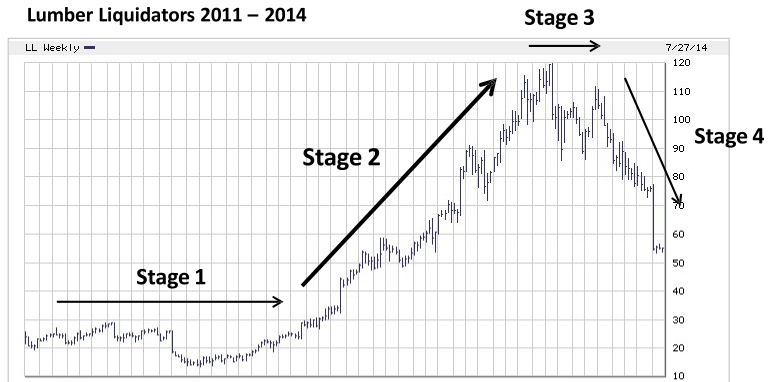 Lumber Liquidators 2011 – 2014
Stage 3
LL Weekly
7/27/14
120
110
100
Stage 4
90
Stage 2
80
70
60
50
Stage 1
40
30
20
10